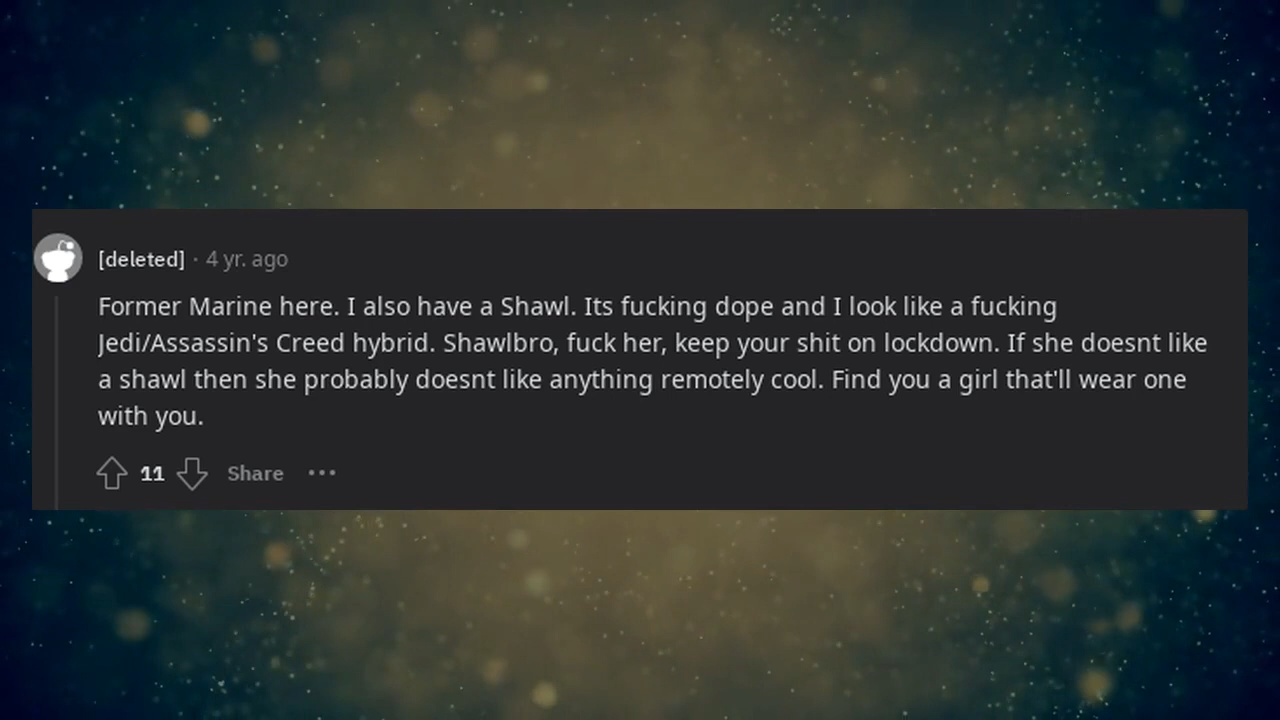 [deleted] · 4 yr. ago
Former Marine here. I also have a Shawl. Its fucking dope and I look like a fucking
Jedi/Assassin's Creed hybrid. Shawlbro, fuck her, keep your shit on lockdown. If she doesnt like
a shawl then she probably doesnt like anything remotely cool. Find you a girl that'll wear one
with you.
11 Share ···